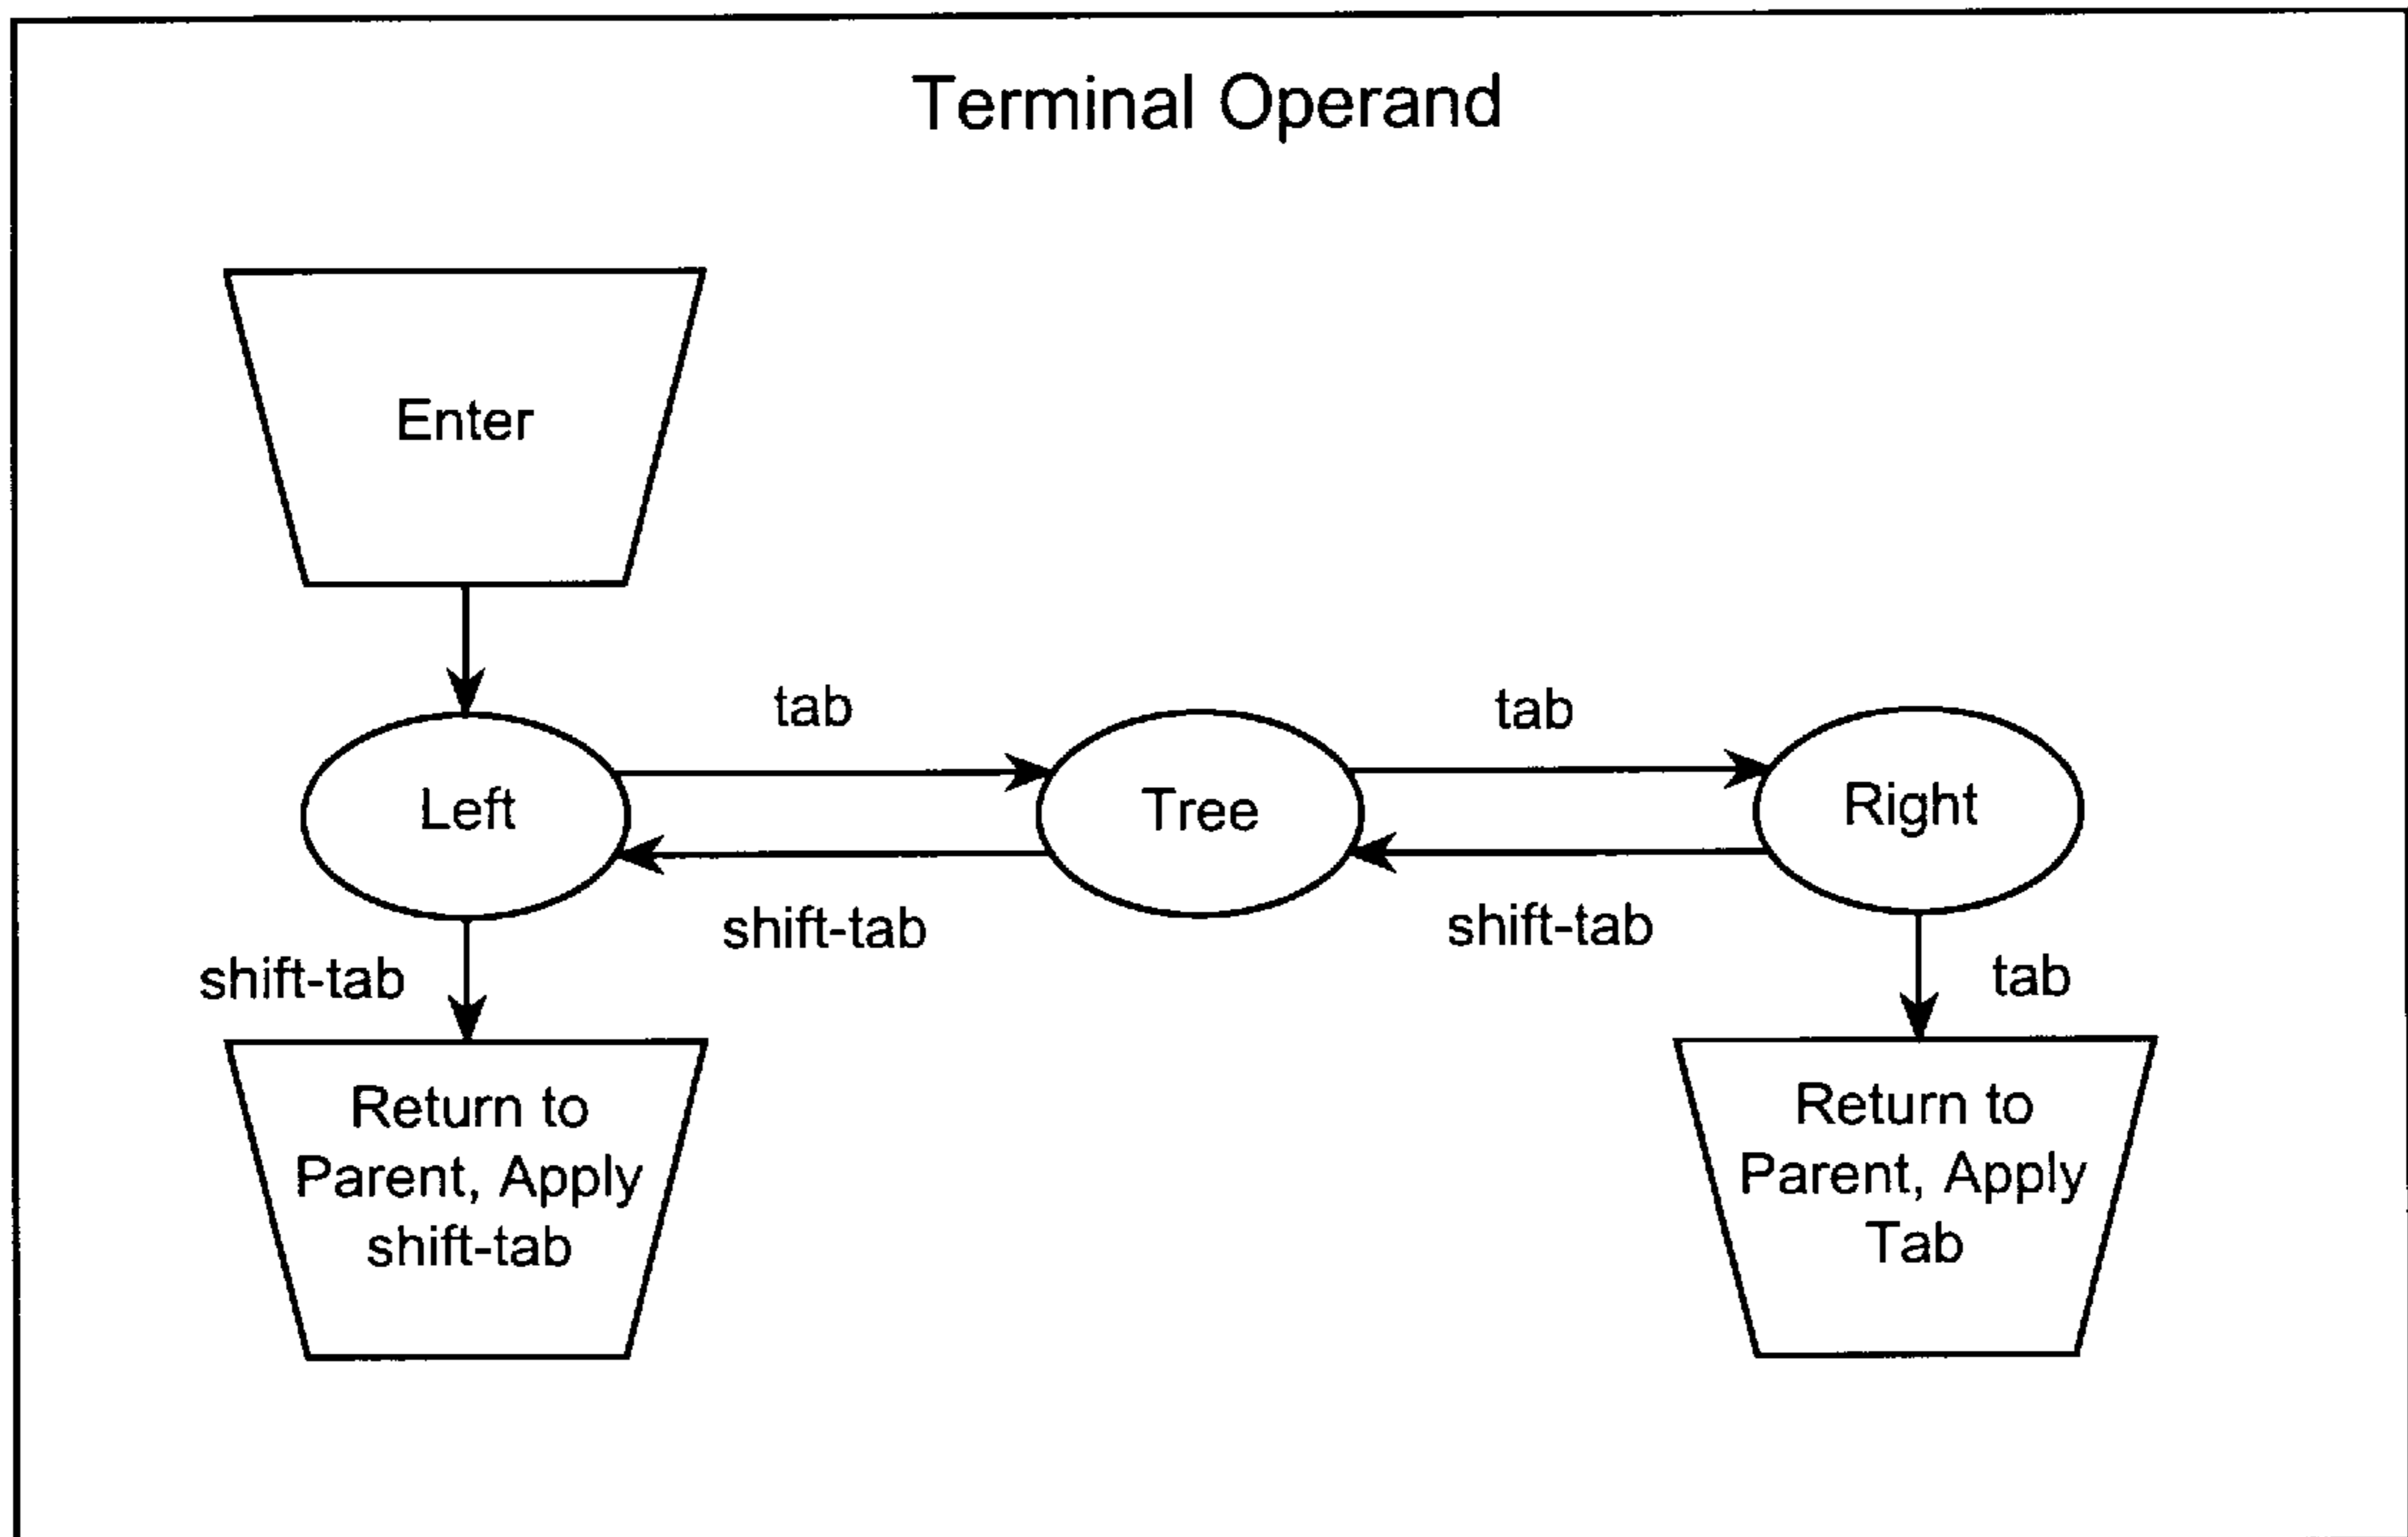 Terminal Operand
Enter
tab
tab
Left
Tree
Right
shift-tab
shift-tab
shift-tab
tab
Return to
Parent, Apply
shift-tab
Return to
Parent, Apply
Tab